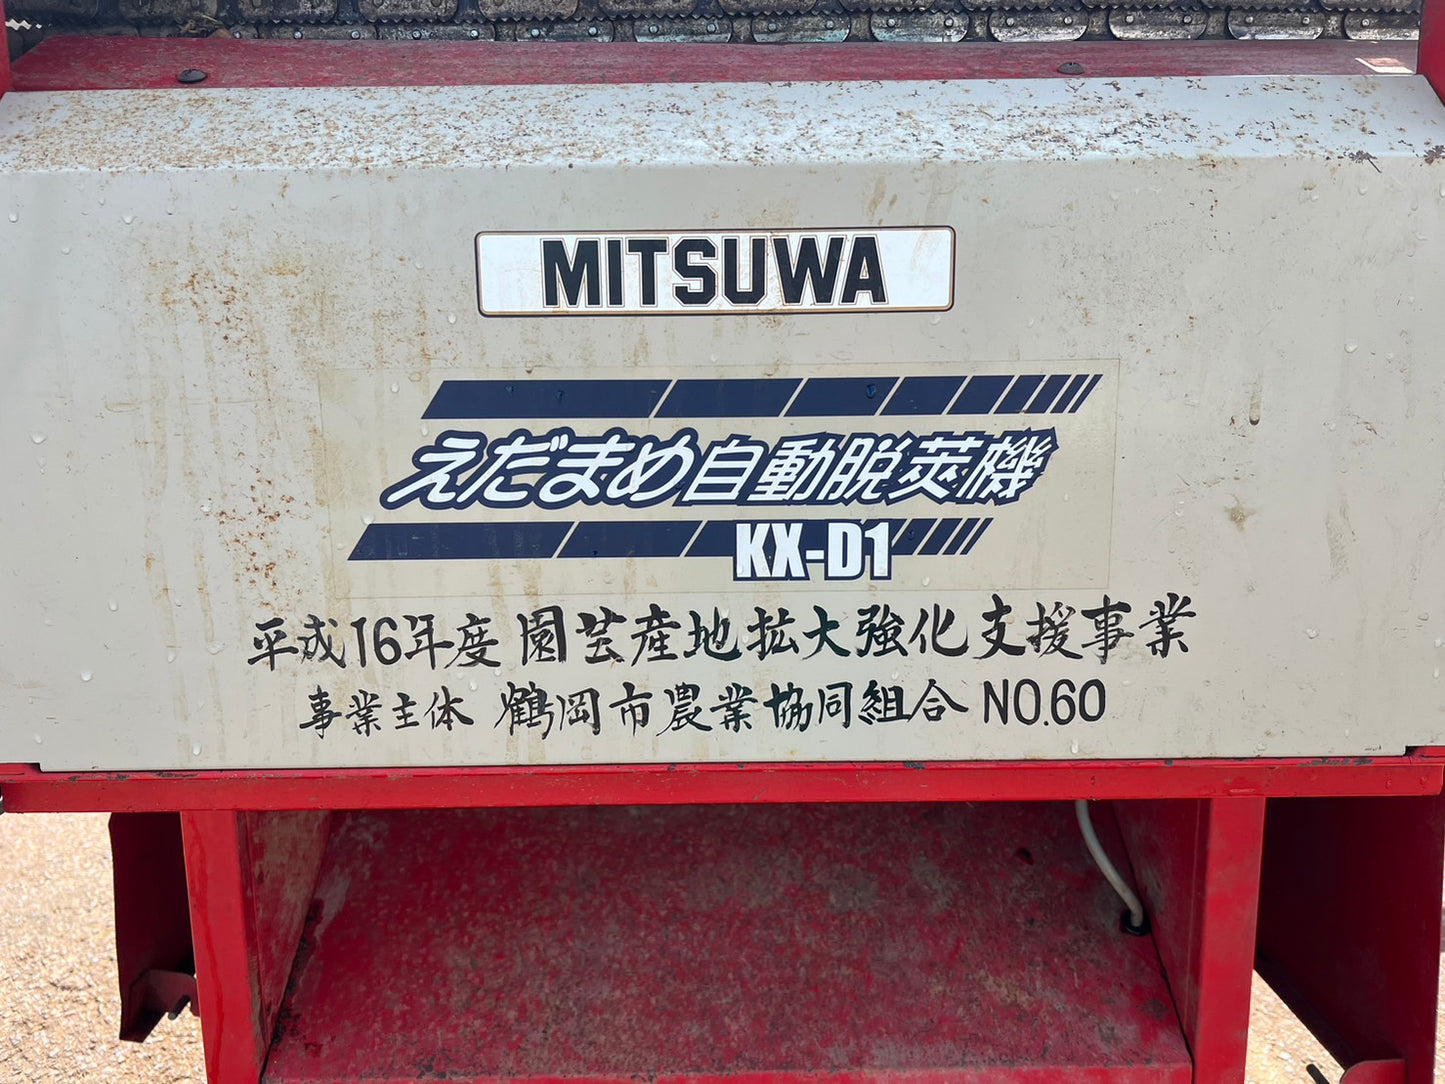 MITSUWA
えだまめ自動脱莢機
KX-D1
平成16年度 園芸産地拡大強化支援事業
事業主体 鶴岡市農業協同組合 NO.60